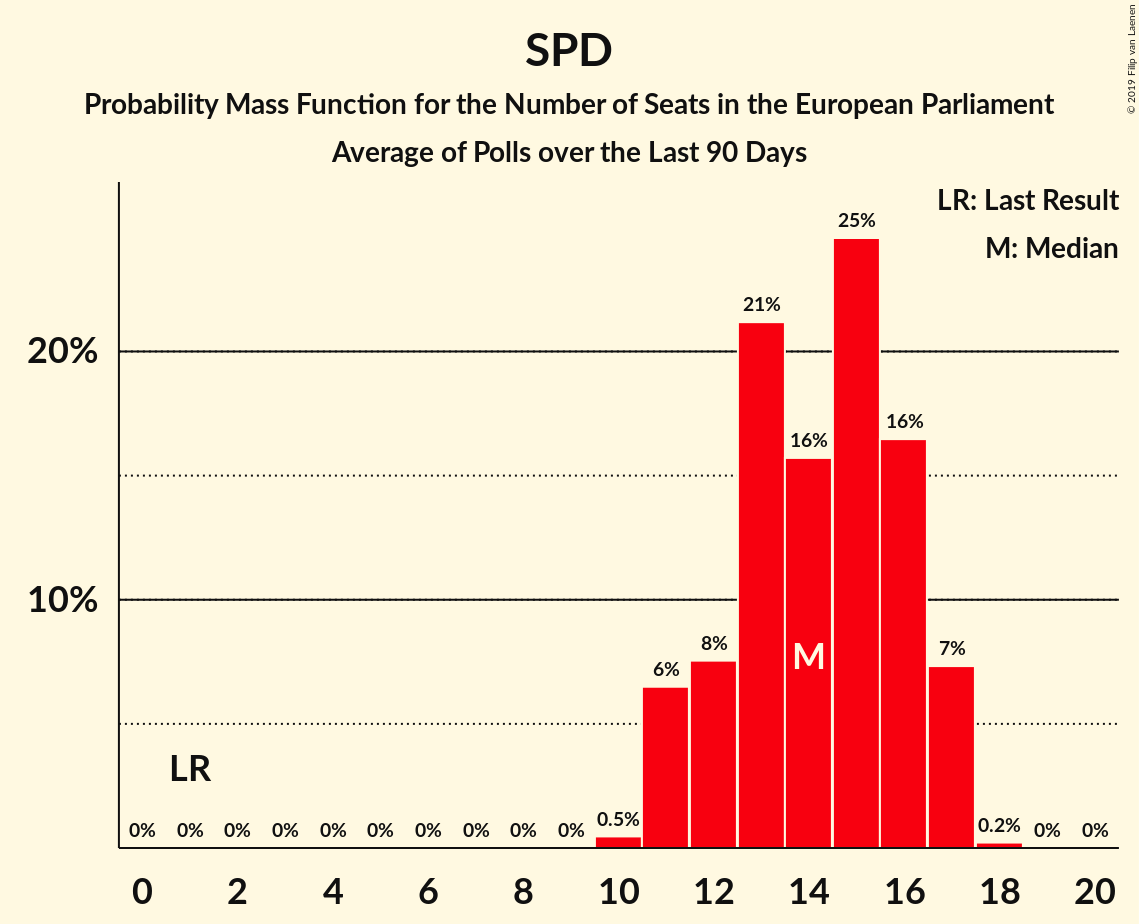 SPD
Probability Mass Function for the Number of Seats in the European Parliament
Average of Polls over the Last 90 Days
© 2019 Filip van Laenen
LR: Last Result
M: Median
20%
10%
0% 0% 0% 0% 0% 0% 0% 0% 0% 0% 0.5% 6% 8% 21% 16% 25% 16% 7% 0.2% 0% 0%
LR
M
0 2 4 6 8 10 12 14 16 18 20